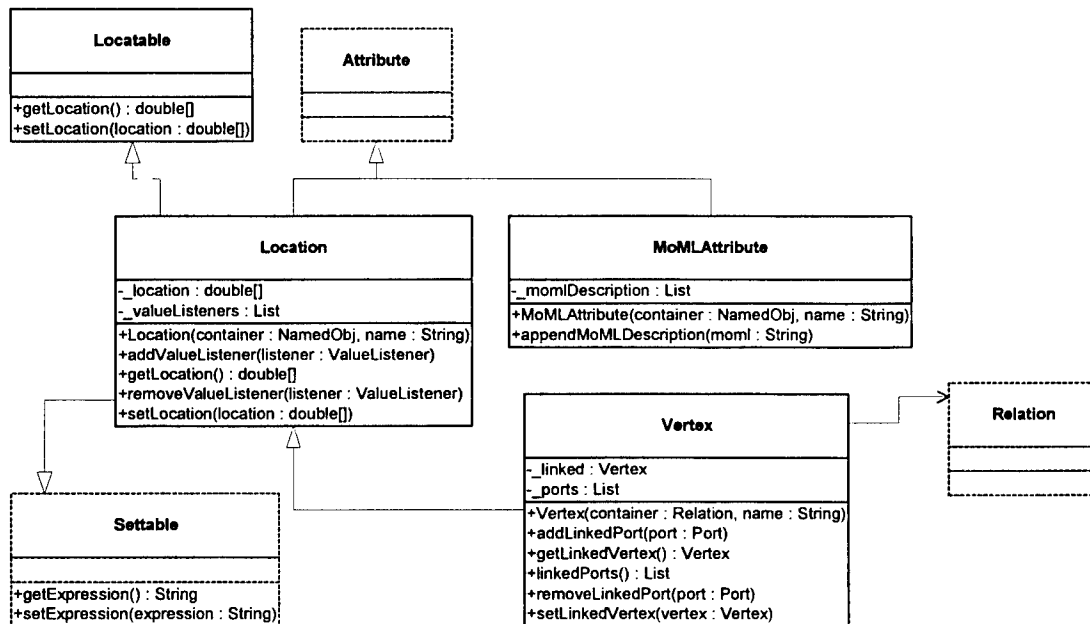 Locatable
+getLocation() : double[]
+setLocation(location : double[])
Attribute
Location
-_location : double[]
-_valueListeners : List
+Location(container : NamedObj, name : String)
+addValueListener(listener : ValueListener)
+getLocation() : double[]
+removeValueListener(listener : ValueListener)
+setLocation(location : double[])
MoMLAttribute
-_momlDescription : List
+MoMLAttribute(container : NamedObj, name : String)
+appendMoMLDescription(moml : String)
Settable
+getExpression() : String
+setExpression(expression : String)
Vertex
-_linked : Vertex
-_ports : List
+Vertex(container : Relation, name : String)
+addLinkedPort(port : Port)
+getLinkedVertex() : Vertex
+linkedPorts() : List
+removeLinkedPort(port : Port)
+setLinkedVertex(vertex : Vertex)
Relation